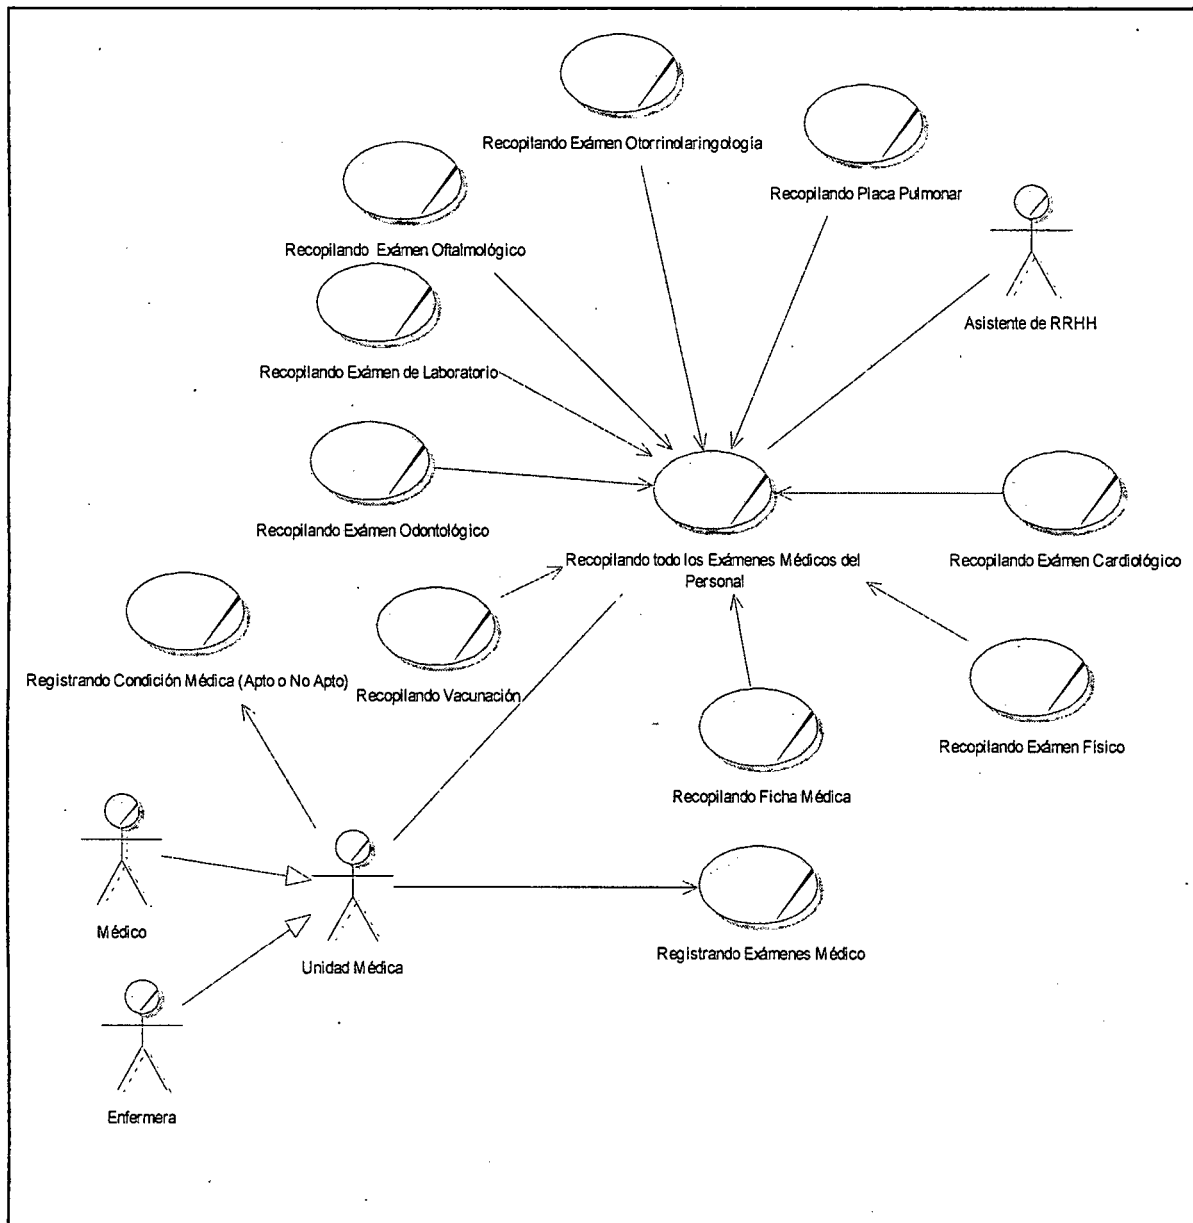 Recopilando Exámen Otorrinolaringología
Recopilando Placa Pulmonar
Recopilando Exámen Oftalmológico
Asistente de RRHH
Recopilando Exámen de Laboratorio
Recopilando Exámen Odontológico
Recopilando todo los Exámenes Médicos del
Personal
Recopilando Exámen Cardiológico
Registrando Condición Médica (Apto o No Apto)
Recopilando Vacunación
Recopilando Exámen Físico
Recopilando Ficha Médica
Médico
Unidad Médica
Registrando Exámenes Médico
Enfermera